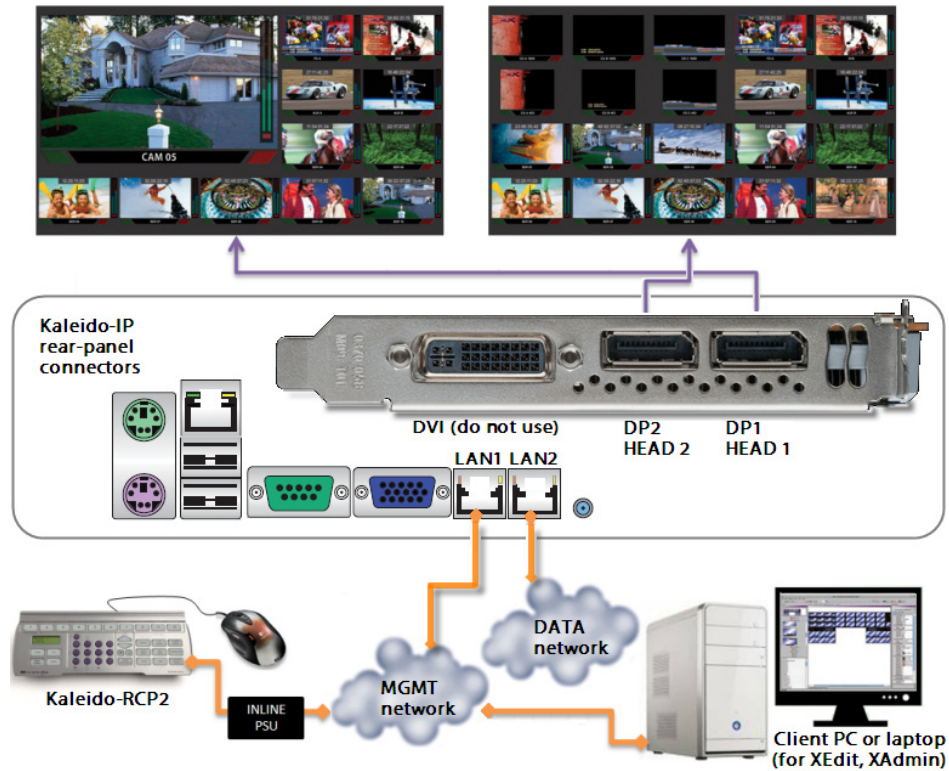 CAM 05
Kaleido-IP
rear-panel
connectors
DVI (do not use)
DP2
HEAD 2
DP1
HEAD 1
LAN1 LAN2
Kaleido-RCP2
INLINE
PSU
MGMT
network
DATA
network
Client PC or laptop
(for XEdit, XAdmin)